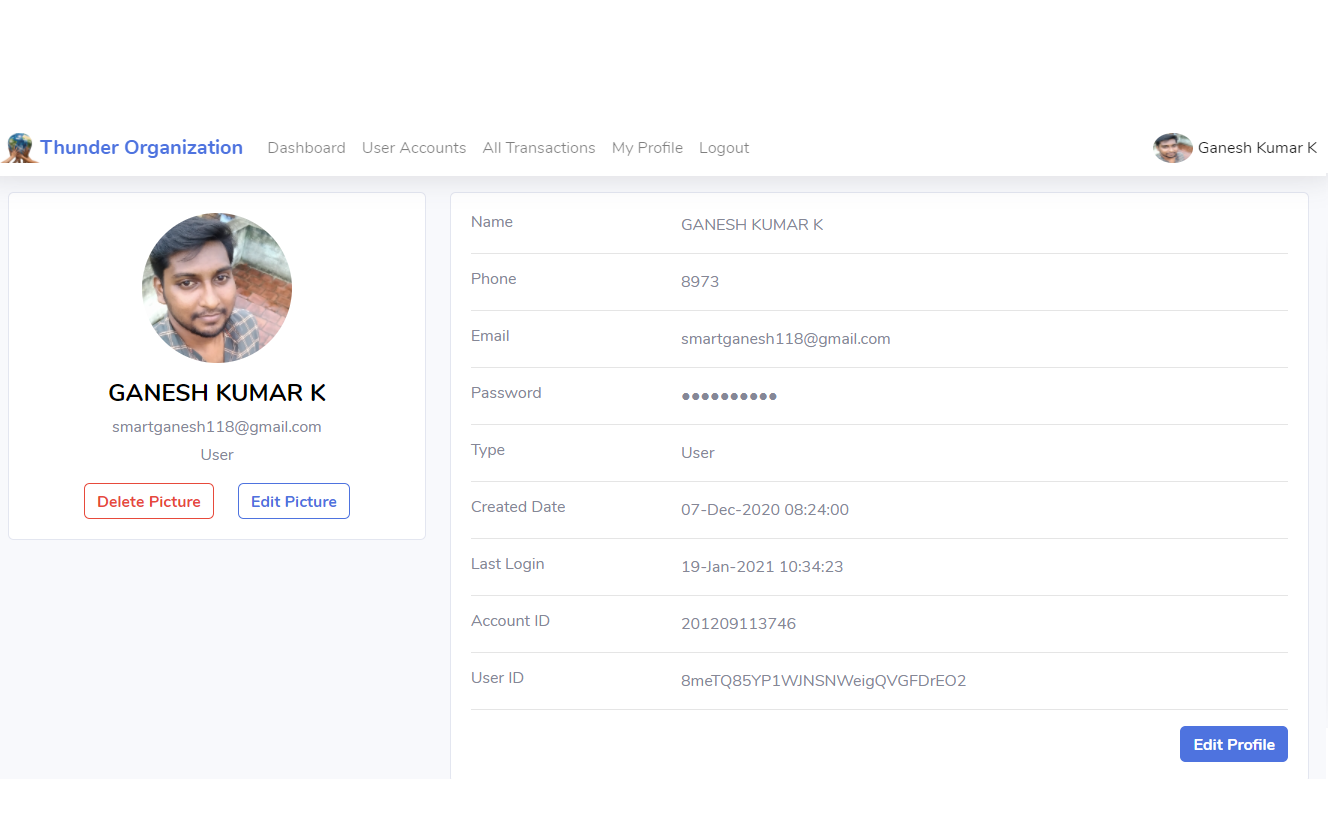 Thunder Organization Dashboard User Accounts All Transactions My Profile Logout Ganesh Kumar K
GANESH KUMAR K
smartganesh118@gmail.com
User
Delete Picture Edit Picture
Name GANESH KUMAR K
Phone 8973
Email smartganesh118@gmail.com
Password ●●●●●●●●●●
Type User
Created Date 07-Dec-2020 08:24:00
Last Login 19-Jan-2021 10:34:23
Account ID 201209113746
User ID 8meTQ85YP1WJNSNWeigQVGFDrEO2
Edit Profile